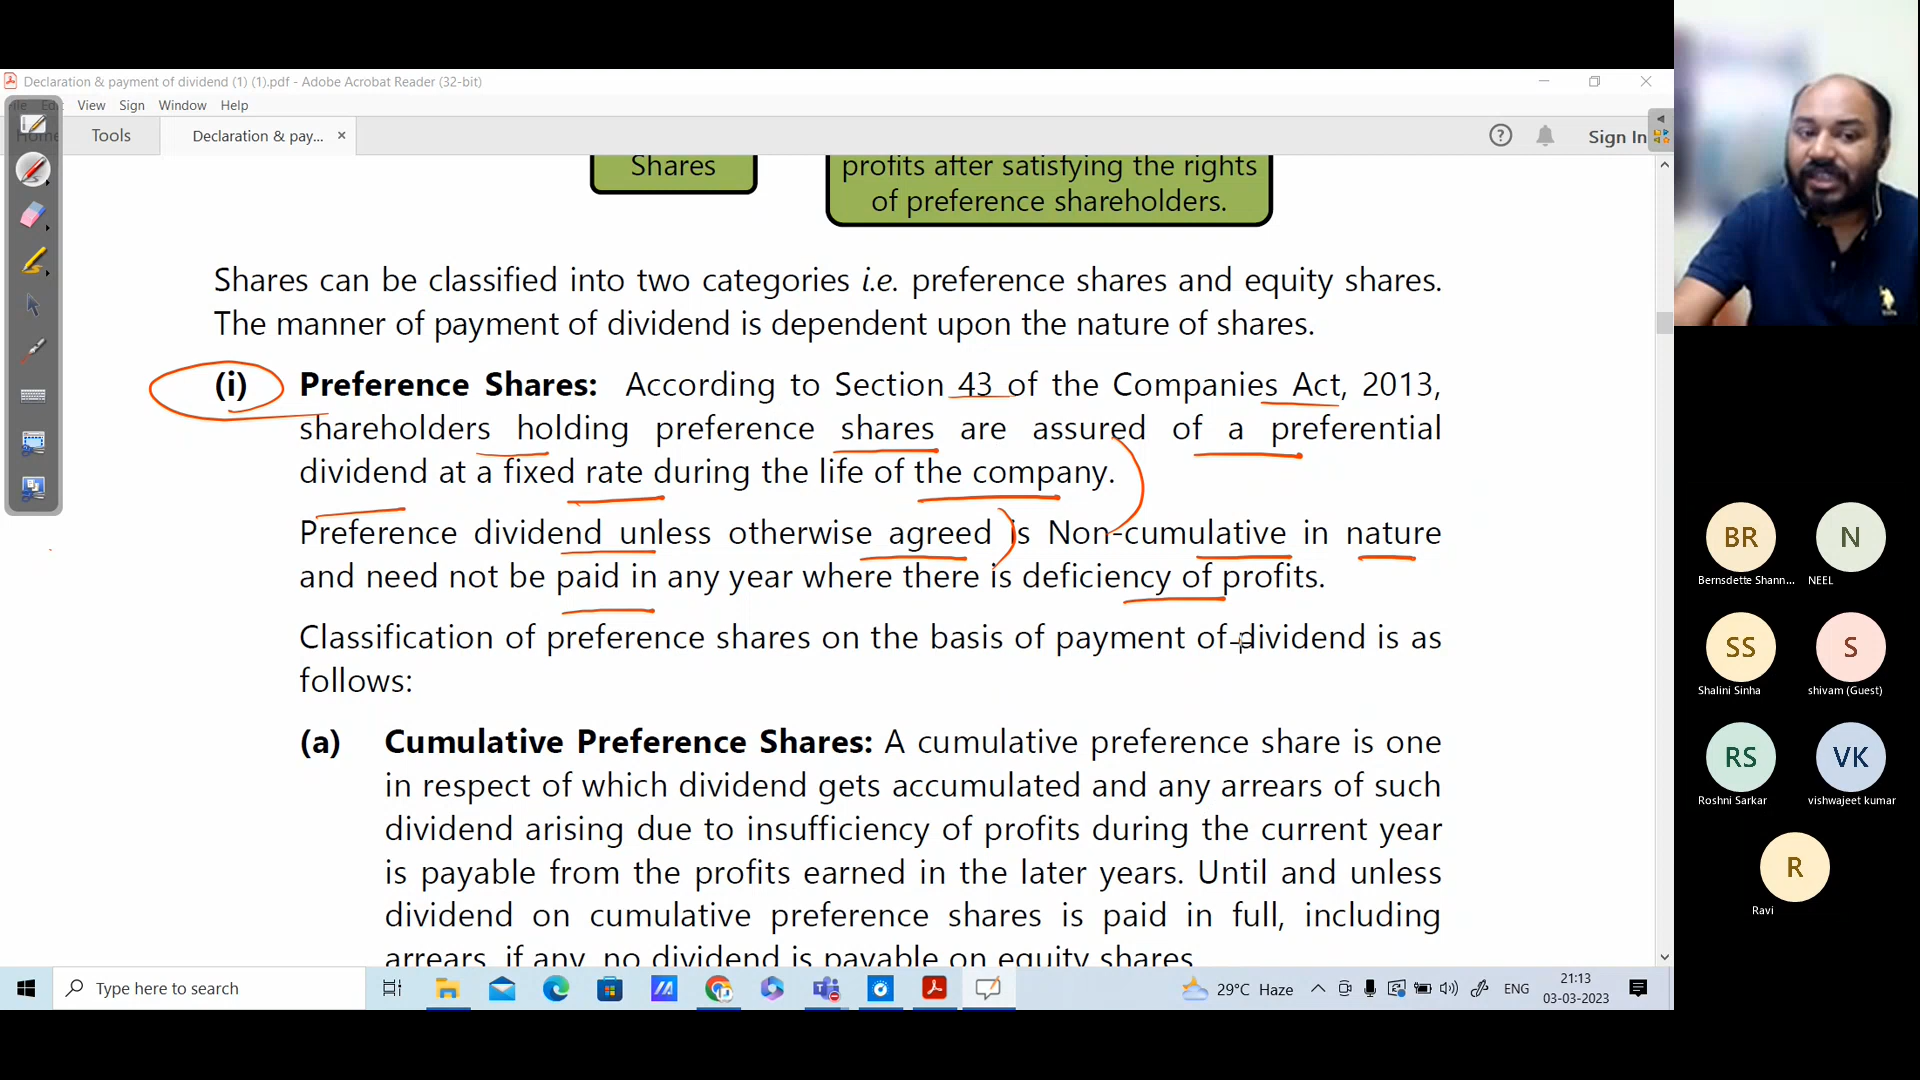 Declaration & payment of dividend (1) (1).pdf - Adobe Acrobat Reader (32-bit)
View Sign Window Help
Tools
Declaration & pay...
Sign In
Shares
profits after satisfying the rights
of preference shareholders.
Shares can be classified into two categories i.e. preference shares and equity shares.
The manner of payment of dividend is dependent upon the nature of shares.
(i) Preference Shares: According to Section 43 of the Companies Act, 2013,
shareholders holding preference shares are assured of a preferential
dividend at a fixed rate during the life of the company.
Preference dividend unless otherwise agreed is Non-cumulative in nature
and need not be paid in any year where there is deficiency of profits.
Classification of preference shares on the basis of payment of dividend is as
follows:
(a) Cumulative Preference Shares: A cumulative preference share is one
in respect of which dividend gets accumulated and any arrears of such
dividend arising due to insufficiency of profits during the current year
is payable from the profits earned in the later years. Until and unless
dividend on cumulative preference shares is paid in full, including
arrears, if any, no dividend is payable on equity shares.
BR
Bernsdette Shann...
N
NEEL
SS
Shalini Sinha
S
shivam (Guest)
RS
Roshni Sarkar
VK
vishwajeet kumar
R
Ravi
Type here to search
29°C Haze
ENG
21:13
03-03-2023